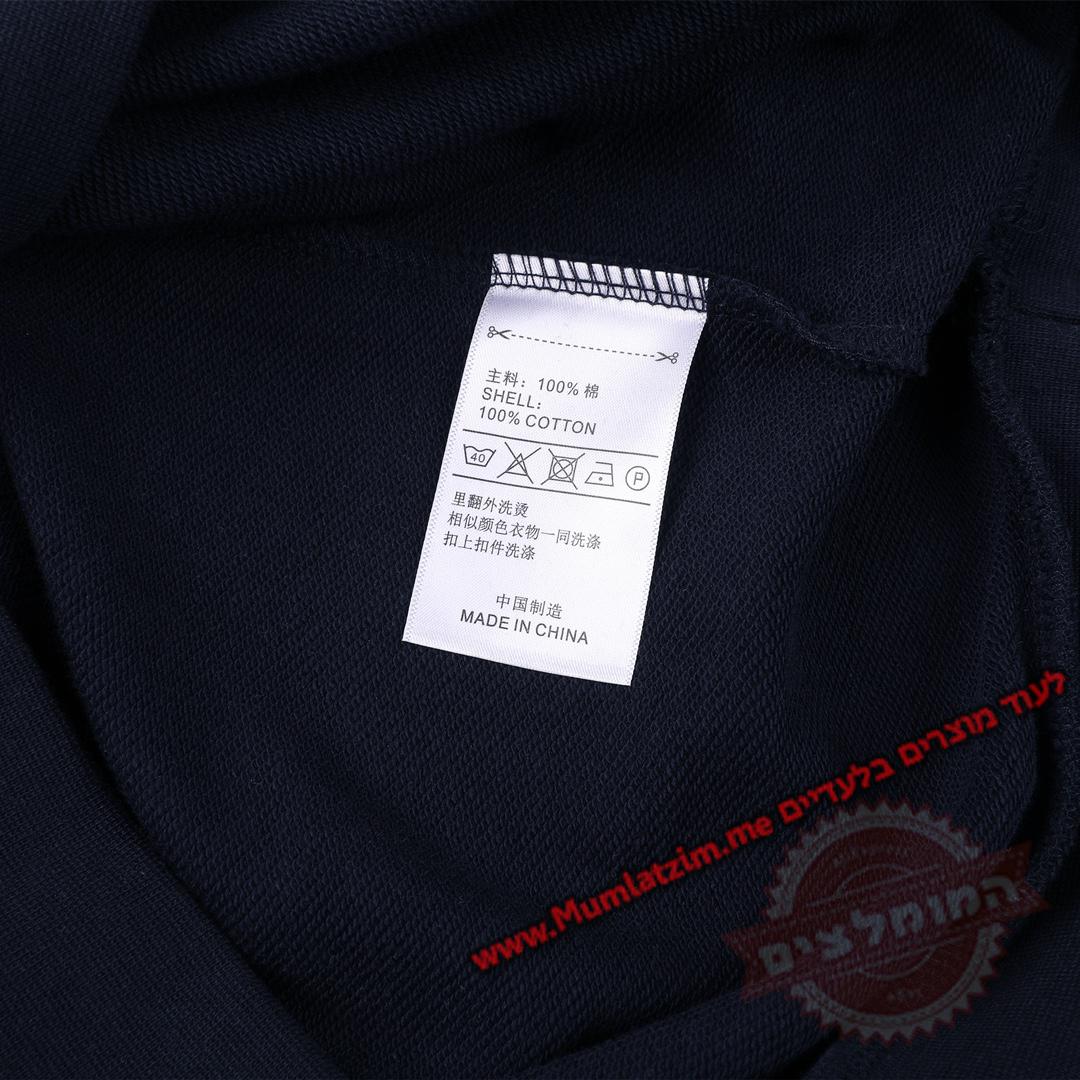 主料：100% 棉
SHELL：
100% COTTON
40
P
里翻外洗烫
相似颜色衣物一同洗涤
扣上扣件洗涤
中国制造
MADE IN CHINA
לעוד מוצרים בלעדיים www.Mumlatzim.me
המומלצים